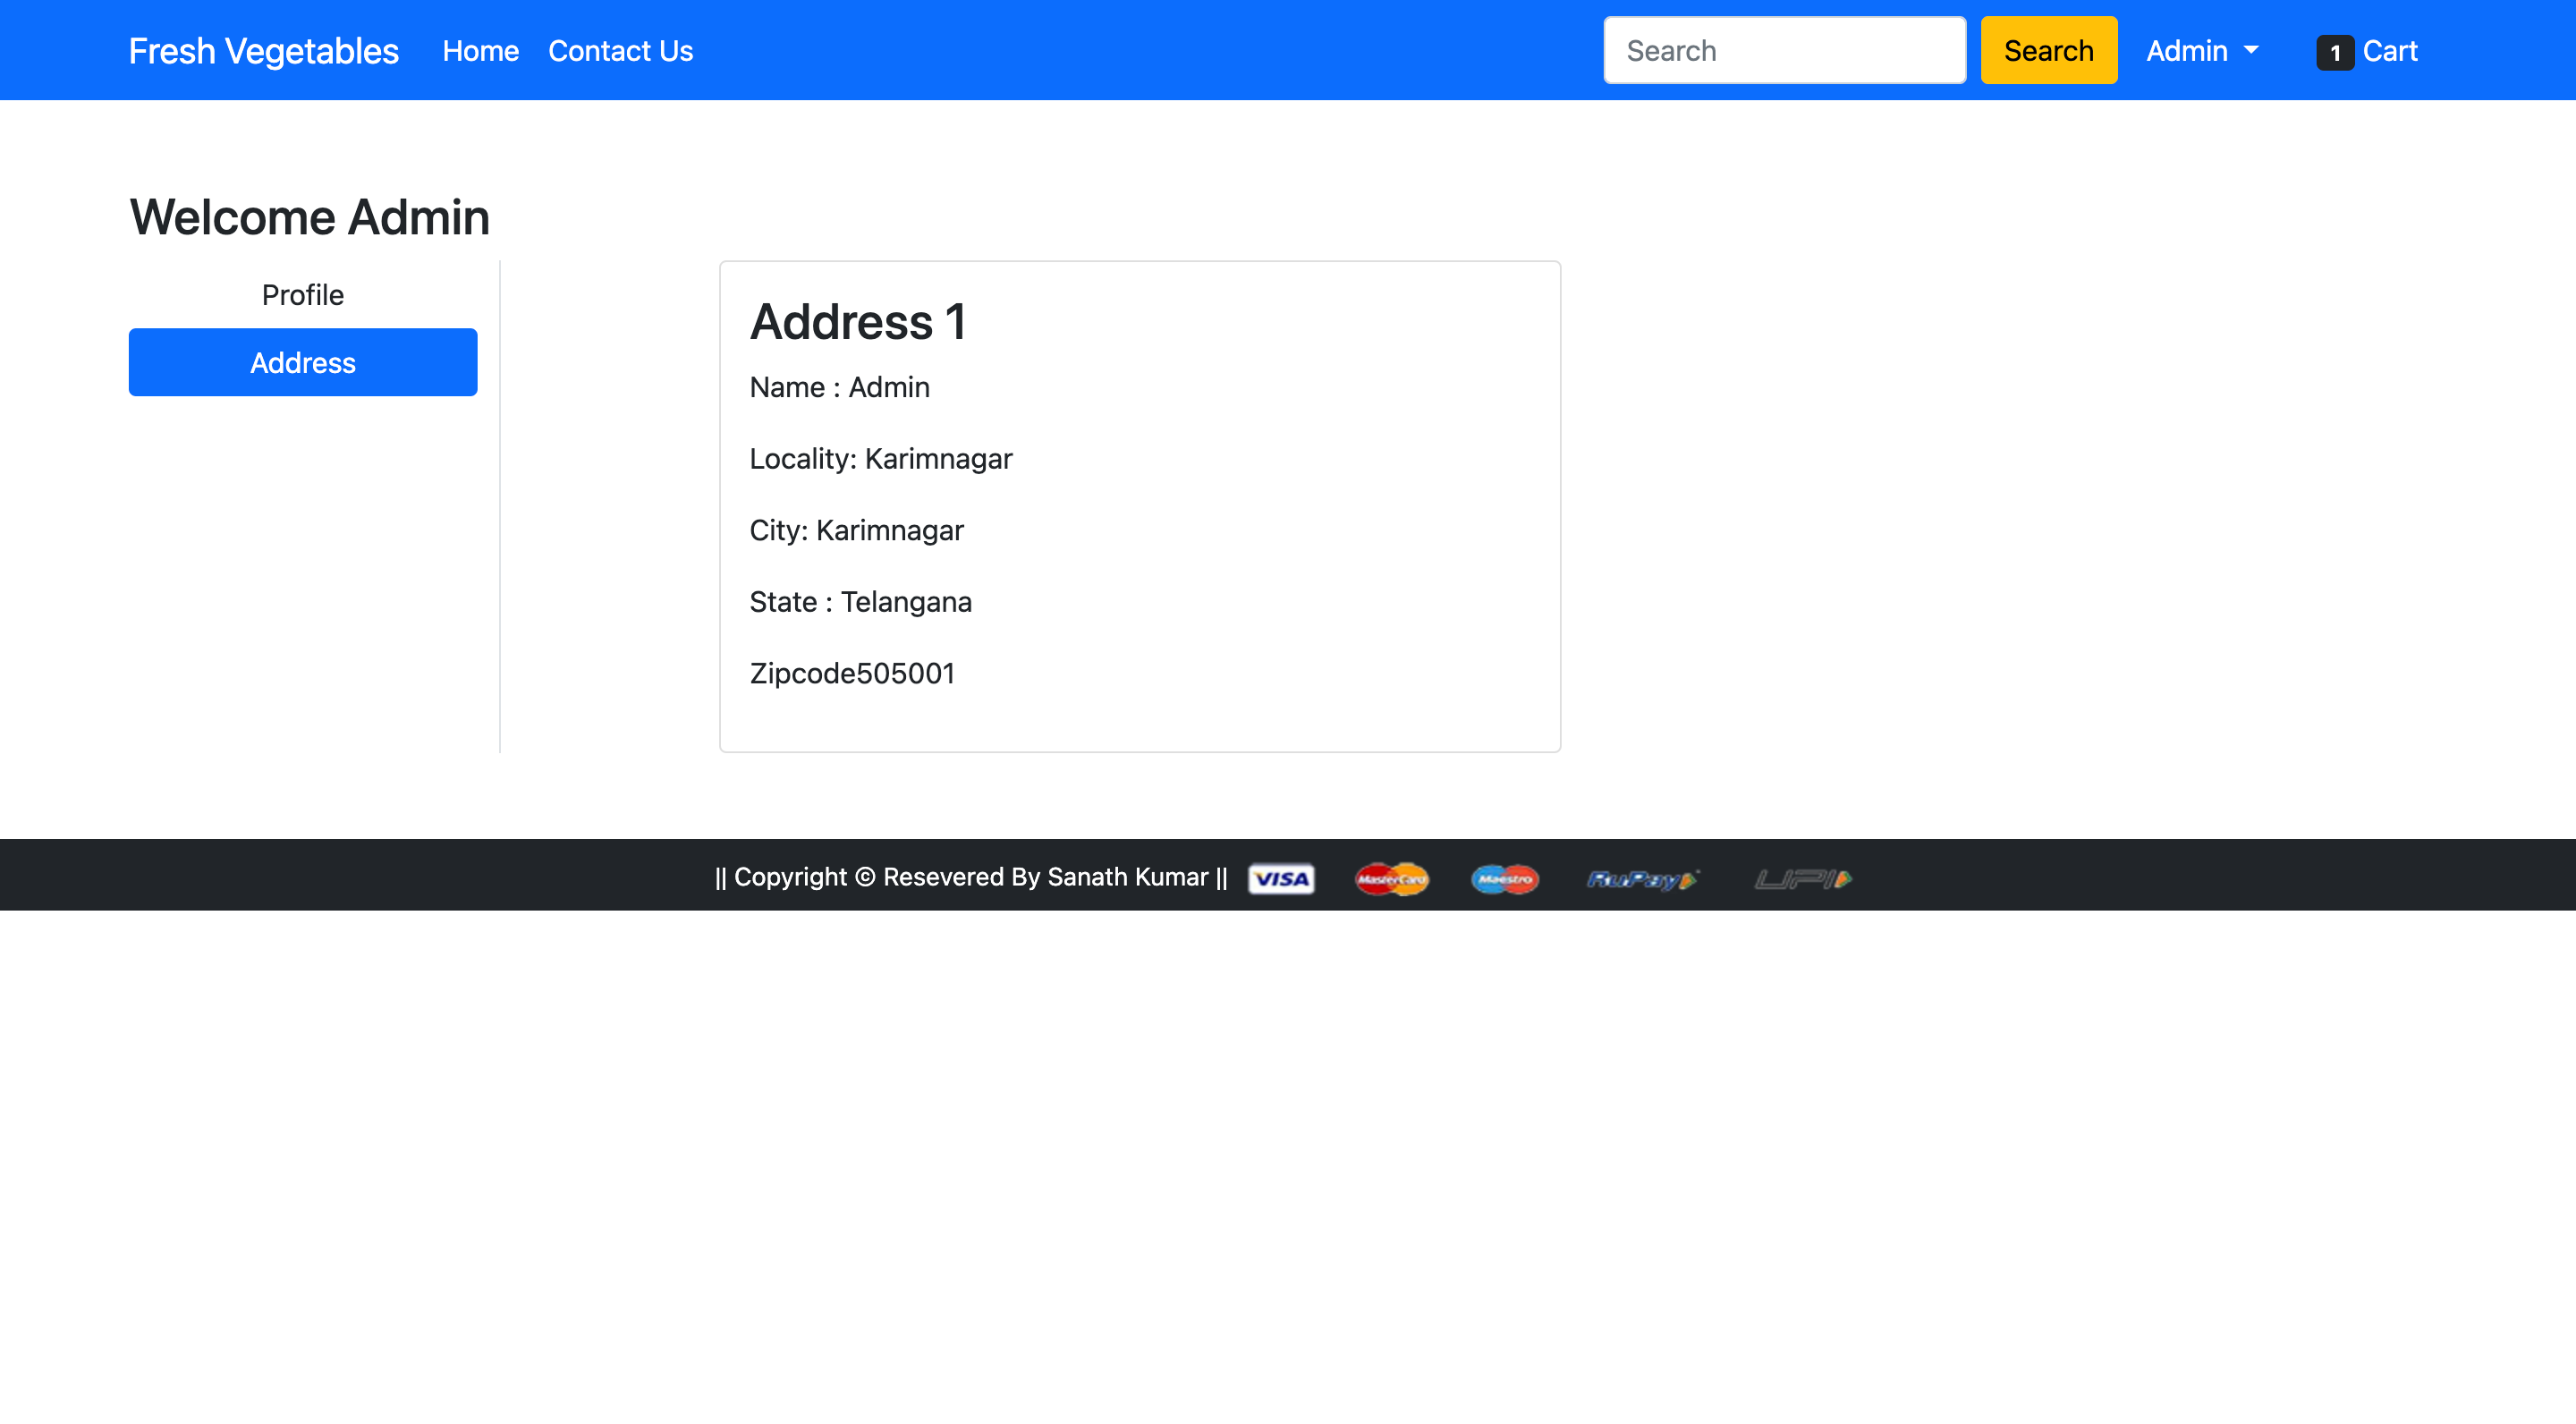 Fresh Vegetables Home Contact Us Search Search Admin 1 Cart
Welcome Admin
Profile
Address
Address 1
Name : Admin
Locality: Karimnagar
City: Karimnagar
State : Telangana
Zipcode505001
|| Copyright © Resevered By Sanath Kumar || VISA MasterCard Maestro RuPay UPI